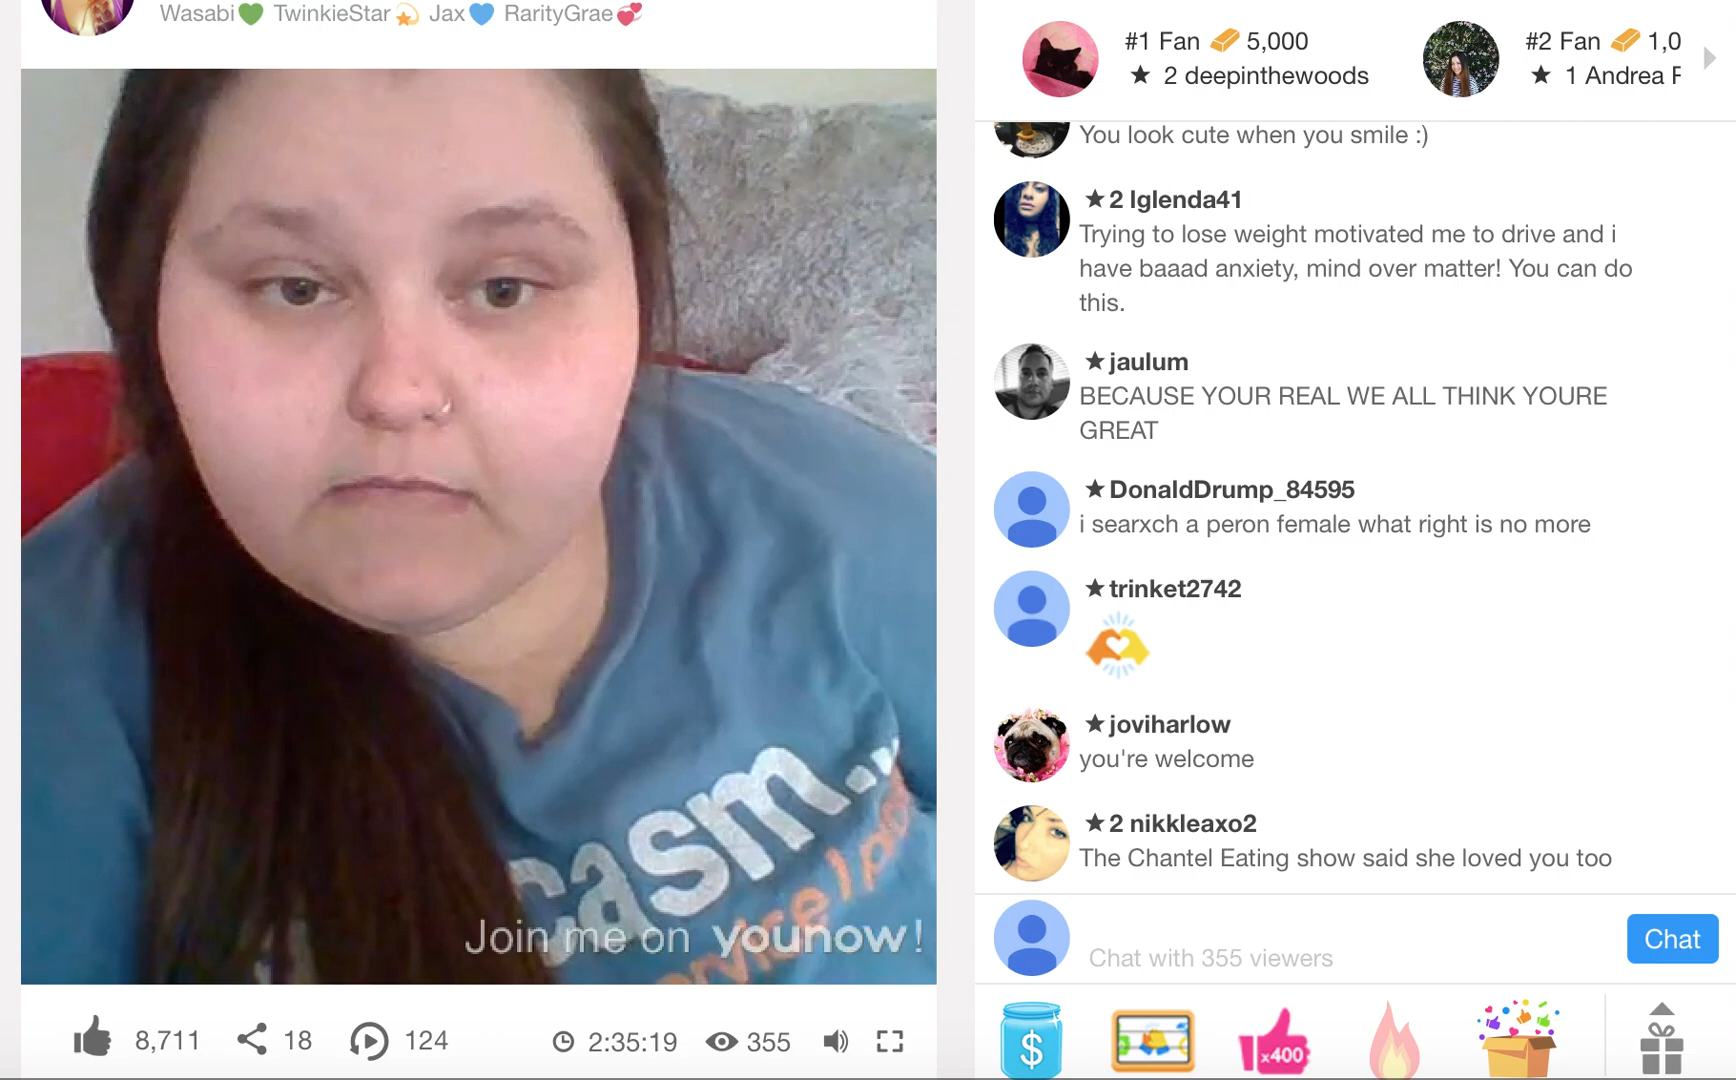 Wasabi💚 TwinkieStar💫 Jax💙 RarityGrae💞
casm...
ervice I p
Join me on younow!
8,711
18
124
2:35:19
355
#1 Fan 5,000
★ 2 deepinthewoods
#2 Fan 1,0
★ 1 Andrea F
You look cute when you smile :)
★2 lglenda41
Trying to lose weight motivated me to drive and i
have baaad anxiety, mind over matter! You can do
this.
★jaulum
BECAUSE YOUR REAL WE ALL THINK YOURE
GREAT
★DonaldDrump_84595
i searxch a peron female what right is no more
★trinket2742
★joviharlow
you're welcome
★2 nikkleaxo2
The Chantel Eating show said she loved you too
Chat with 355 viewers
Chat
$
x400